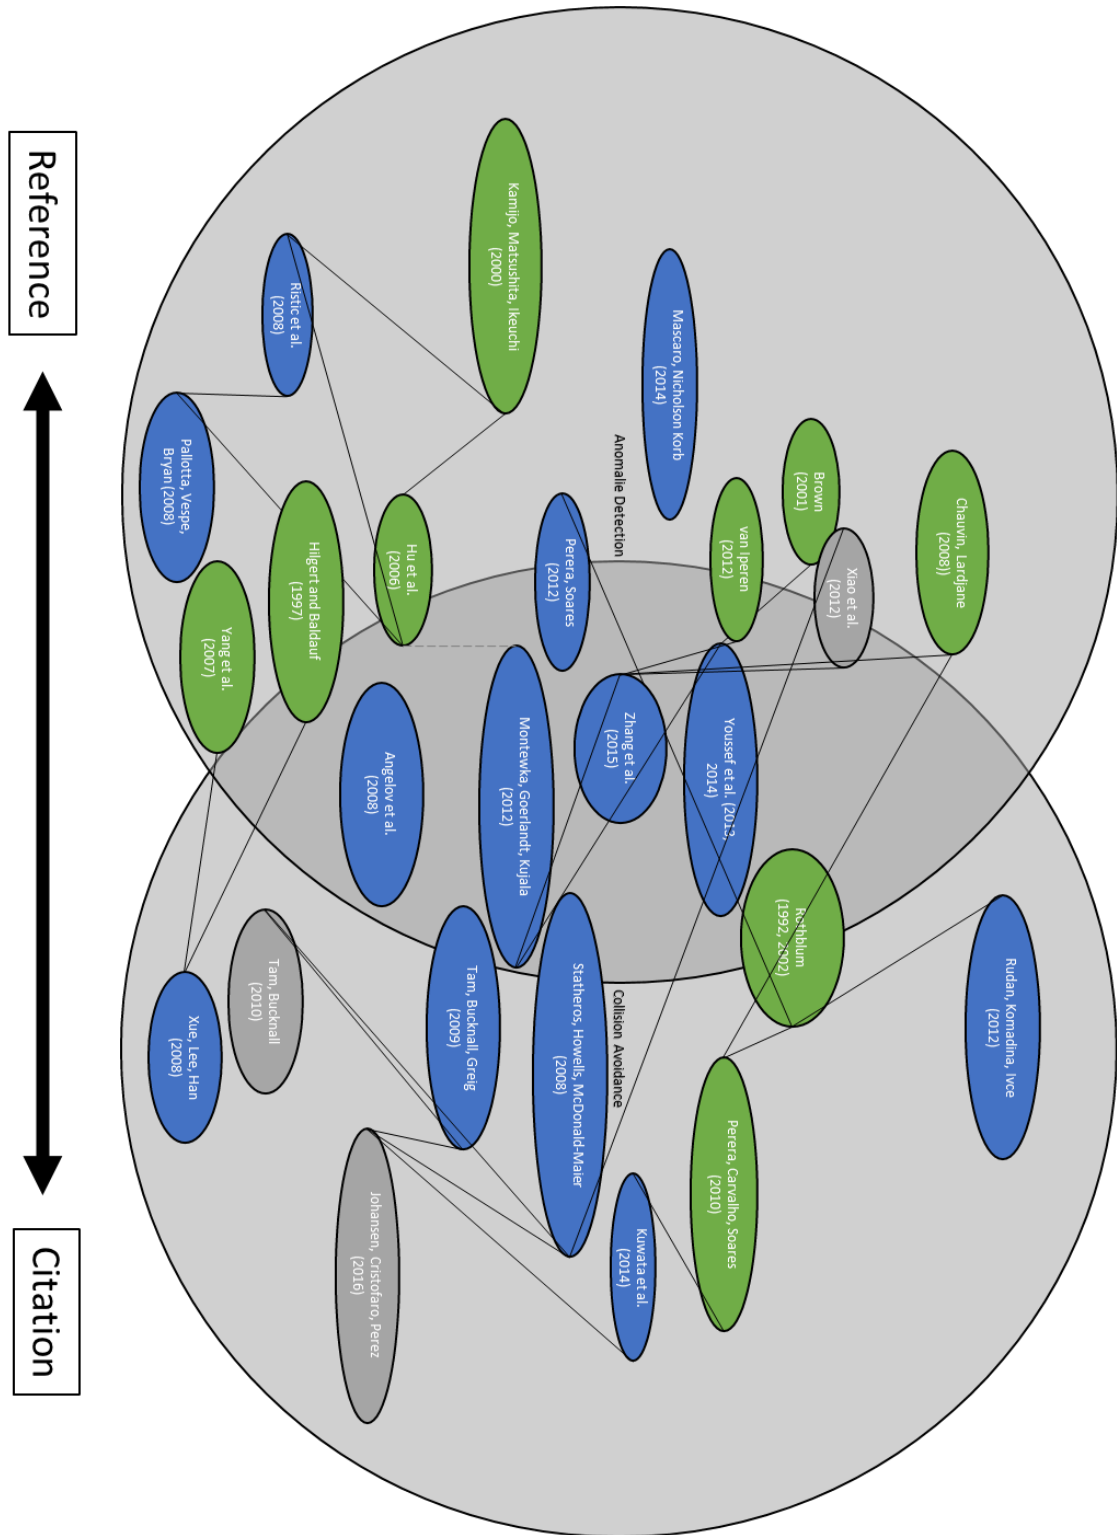 Rudan, Komadina, Ivce
(2012)
Chauvin, Lardjane
(2008))
Xiao et al.
(2012)
Brown
(2001)
Rothblum
(1992, 2002)
van Iperen
(2012)
Youssef et al. (2013,
2014)
Perera, Carvalho, Soares
(2010)
Mascaro, Nicholson Korb
(2014)
Kuwata et al.
(2014)
Zhang et al.
(2015)
Anomalie Detection
Collision Avoidance
Statheros, Howells, McDonald-Maier
(2008)
Perera, Soares
(2012)
Montewka, Goerlandt, Kujala
(2012)
Kamijo, Matsushita, Ikeuchi
(2000)
Tam, Bucknall, Greig
(2009)
Hu et al.
(2006)
Angelov et al.
(2008)
Johansen, Cristofaro, Perez
(2016)
Hilgert and Baldauf
(1997)
Ristic et al.
(2008)
Tam, Bucknall
(2010)
Yang et al.
(2007)
Xue, Lee, Han
(2008)
Pallotta, Vespe,
Bryan (2008)
Reference
Citation